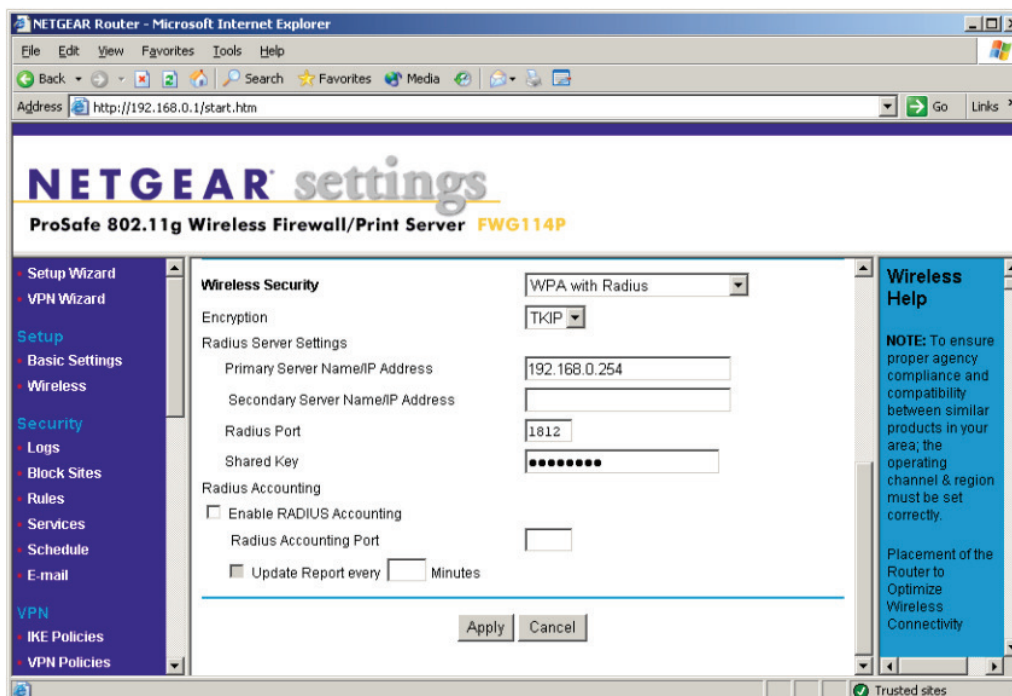 NETGEAR Router - Microsoft Internet Explorer
File Edit View Favorites Tools Help
Back Search Favorites Media
Address http://192.168.0.1/start.htm Go Links
NETGEAR settings
ProSafe 802.11g Wireless Firewall/Print Server FWG114P
Setup Wizard
VPN Wizard
Setup
Basic Settings
Wireless
Security
Logs
Block Sites
Rules
Services
Schedule
E-mail
VPN
IKE Policies
VPN Policies
Wireless Security WPA with Radius
Encryption TKIP
Radius Server Settings
Primary Server Name/IP Address 192.168.0.254
Secondary Server Name/IP Address
Radius Port 1812
Shared Key ●●●●●●●●
Radius Accounting
Enable RADIUS Accounting
Radius Accounting Port
Update Report every Minutes
Apply Cancel
Wireless
Help
NOTE: To ensure
proper agency
compliance and
compatibility
between similar
products in your
area; the
operating
channel & region
must be set
correctly.
Placement of the
Router to
Optimize
Wireless
Connectivity
Trusted sites